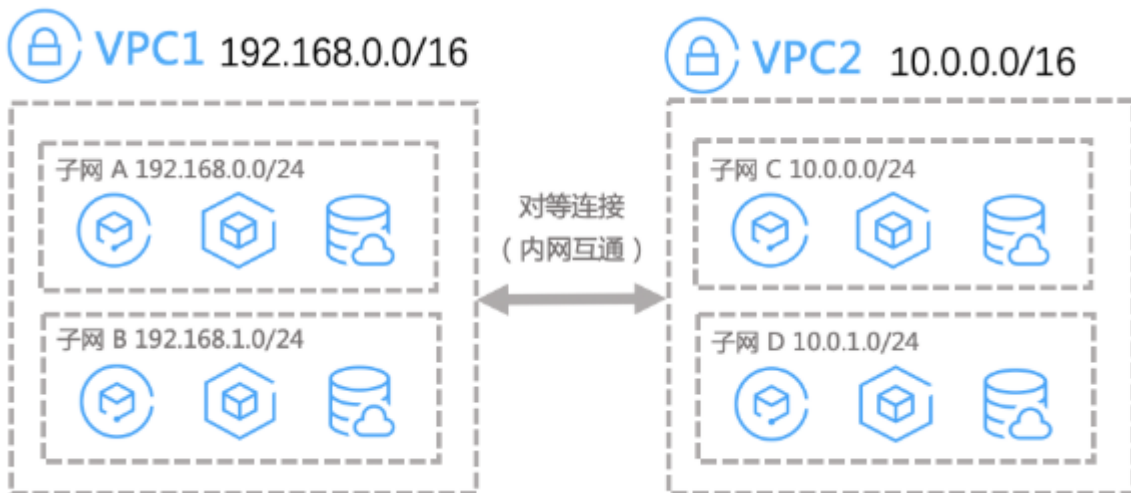 VPC1 192.168.0.0/16
子网 A 192.168.0.0/24
子网 B 192.168.1.0/24
对等连接
（内网互通）
VPC2 10.0.0.0/16
子网 C 10.0.0.0/24
子网 D 10.0.1.0/24